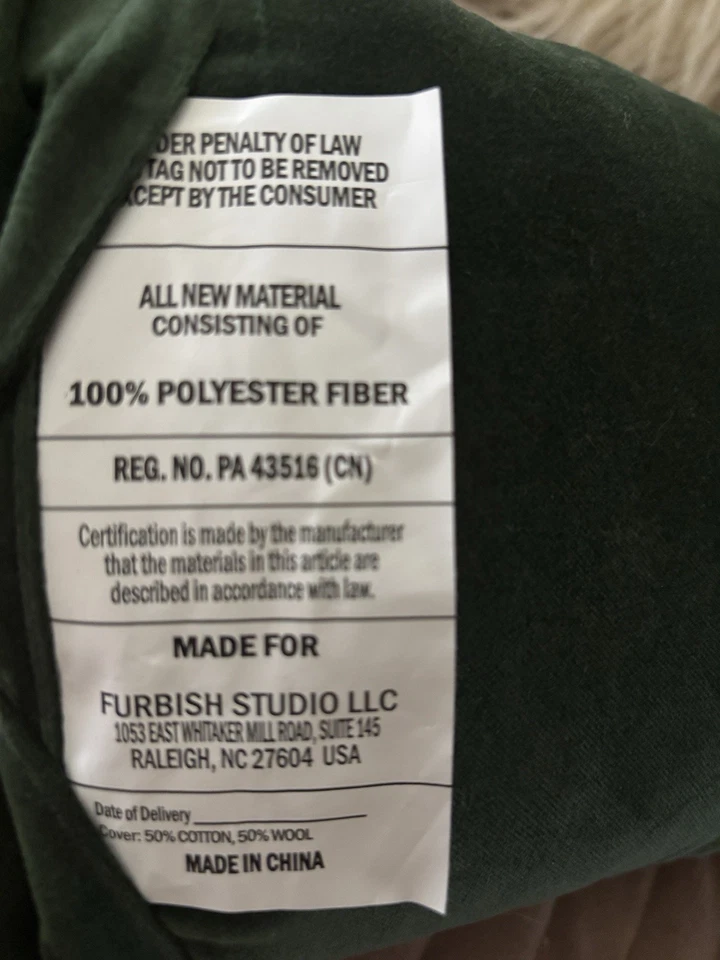 DER PENALTY OF LAW
TAG NOT TO BE REMOVED
CEPT BY THE CONSUMER
ALL NEW MATERIAL
CONSISTING OF
100% POLYESTER FIBER
REG. NO. PA 43516 (CN)
Certification is made by the manufacturer
that the materials in this article are
described in accordance with law.
MADE FOR
FURBISH STUDIO LLC
1053 EAST WHITAKER MILL ROAD, SUITE 145
RALEIGH, NC 27604 USA
Date of Delivery
Cover: 50% COTTON, 50% WOOL
MADE IN CHINA